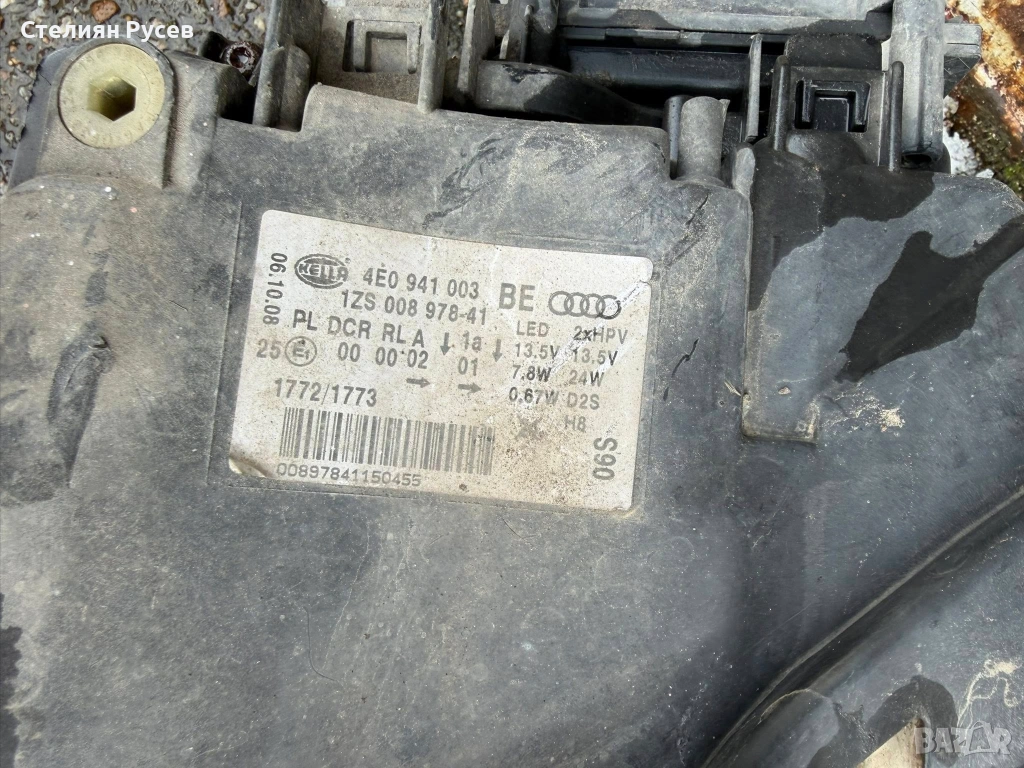 Стелиян Русев
06.10.08
HELLA 4E0 941 003 BE
1ZS 008 978-41
PL DCR RL A ↓ 1a ↓
25 E1 00 00 02 01
→ →
1772/1773
00897841150455
LED 2xHPV
13.5V 13.5V
7.8W 24W
0.67W D2S
H8
S90
BAZAR